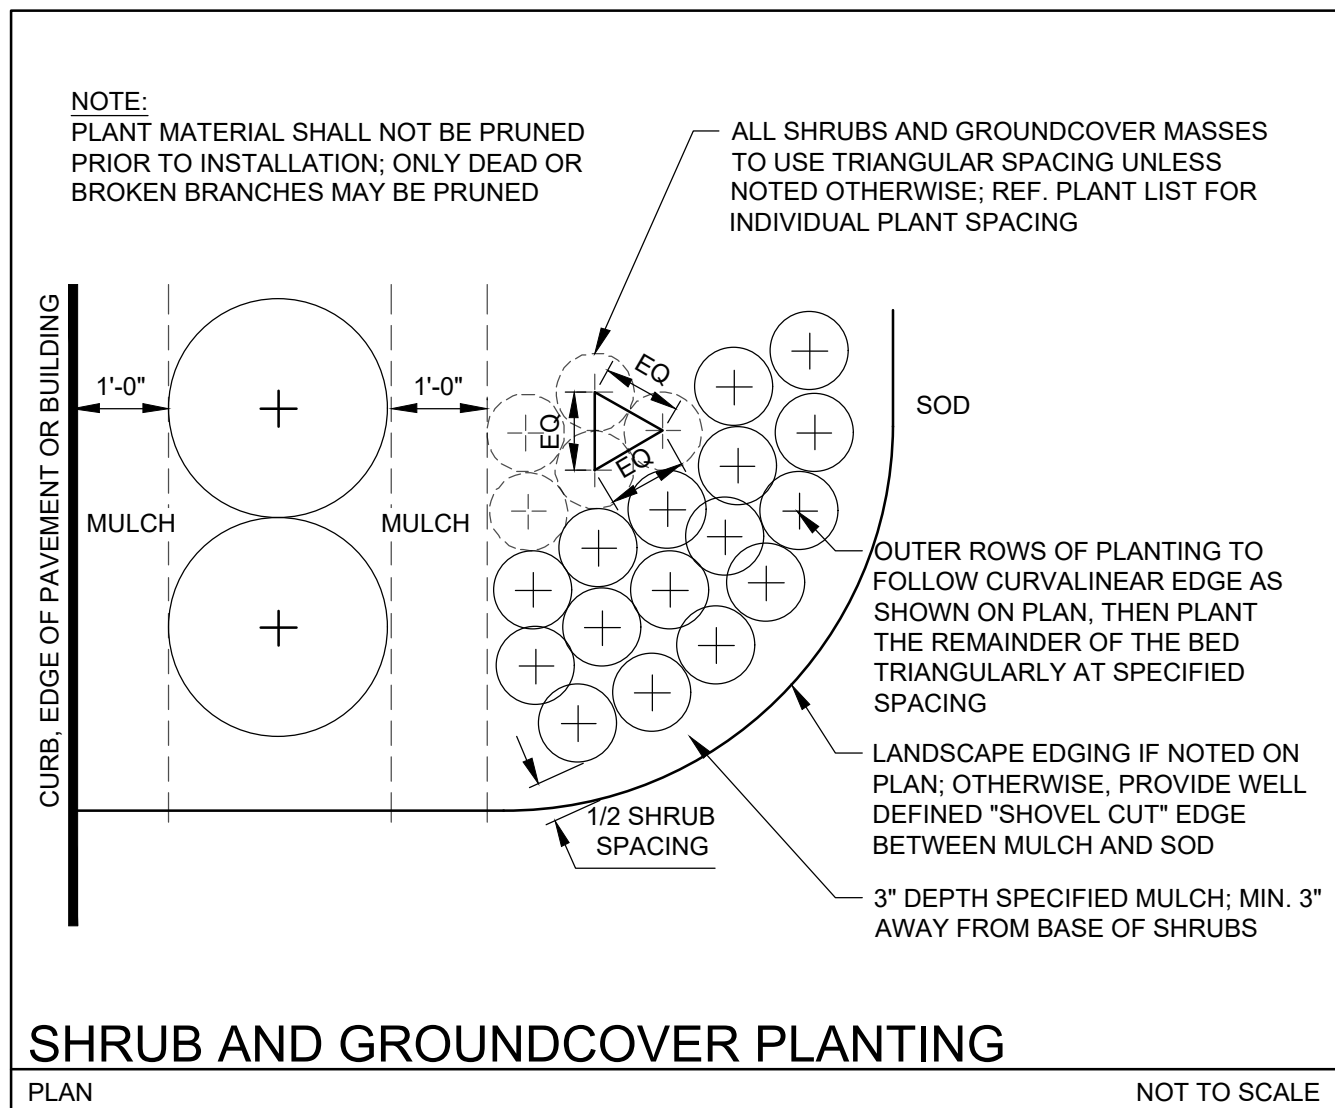 NOTE:
PLANT MATERIAL SHALL NOT BE PRUNED
PRIOR TO INSTALLATION; ONLY DEAD OR
BROKEN BRANCHES MAY BE PRUNED
ALL SHRUBS AND GROUNDCOVER MASSES
TO USE TRIANGULAR SPACING UNLESS
NOTED OTHERWISE; REF. PLANT LIST FOR
INDIVIDUAL PLANT SPACING
CURB, EDGE OF PAVEMENT OR BUILDING
1'-0"
1'-0"
EQ
EQ
EQ
SOD
MULCH
MULCH
OUTER ROWS OF PLANTING TO
FOLLOW CURVALINEAR EDGE AS
SHOWN ON PLAN, THEN PLANT
THE REMAINDER OF THE BED
TRIANGULARLY AT SPECIFIED
SPACING
LANDSCAPE EDGING IF NOTED ON
PLAN; OTHERWISE, PROVIDE WELL
DEFINED "SHOVEL CUT" EDGE
BETWEEN MULCH AND SOD
1/2 SHRUB
SPACING
3" DEPTH SPECIFIED MULCH; MIN. 3"
AWAY FROM BASE OF SHRUBS
SHRUB AND GROUNDCOVER PLANTING
PLAN
NOT TO SCALE